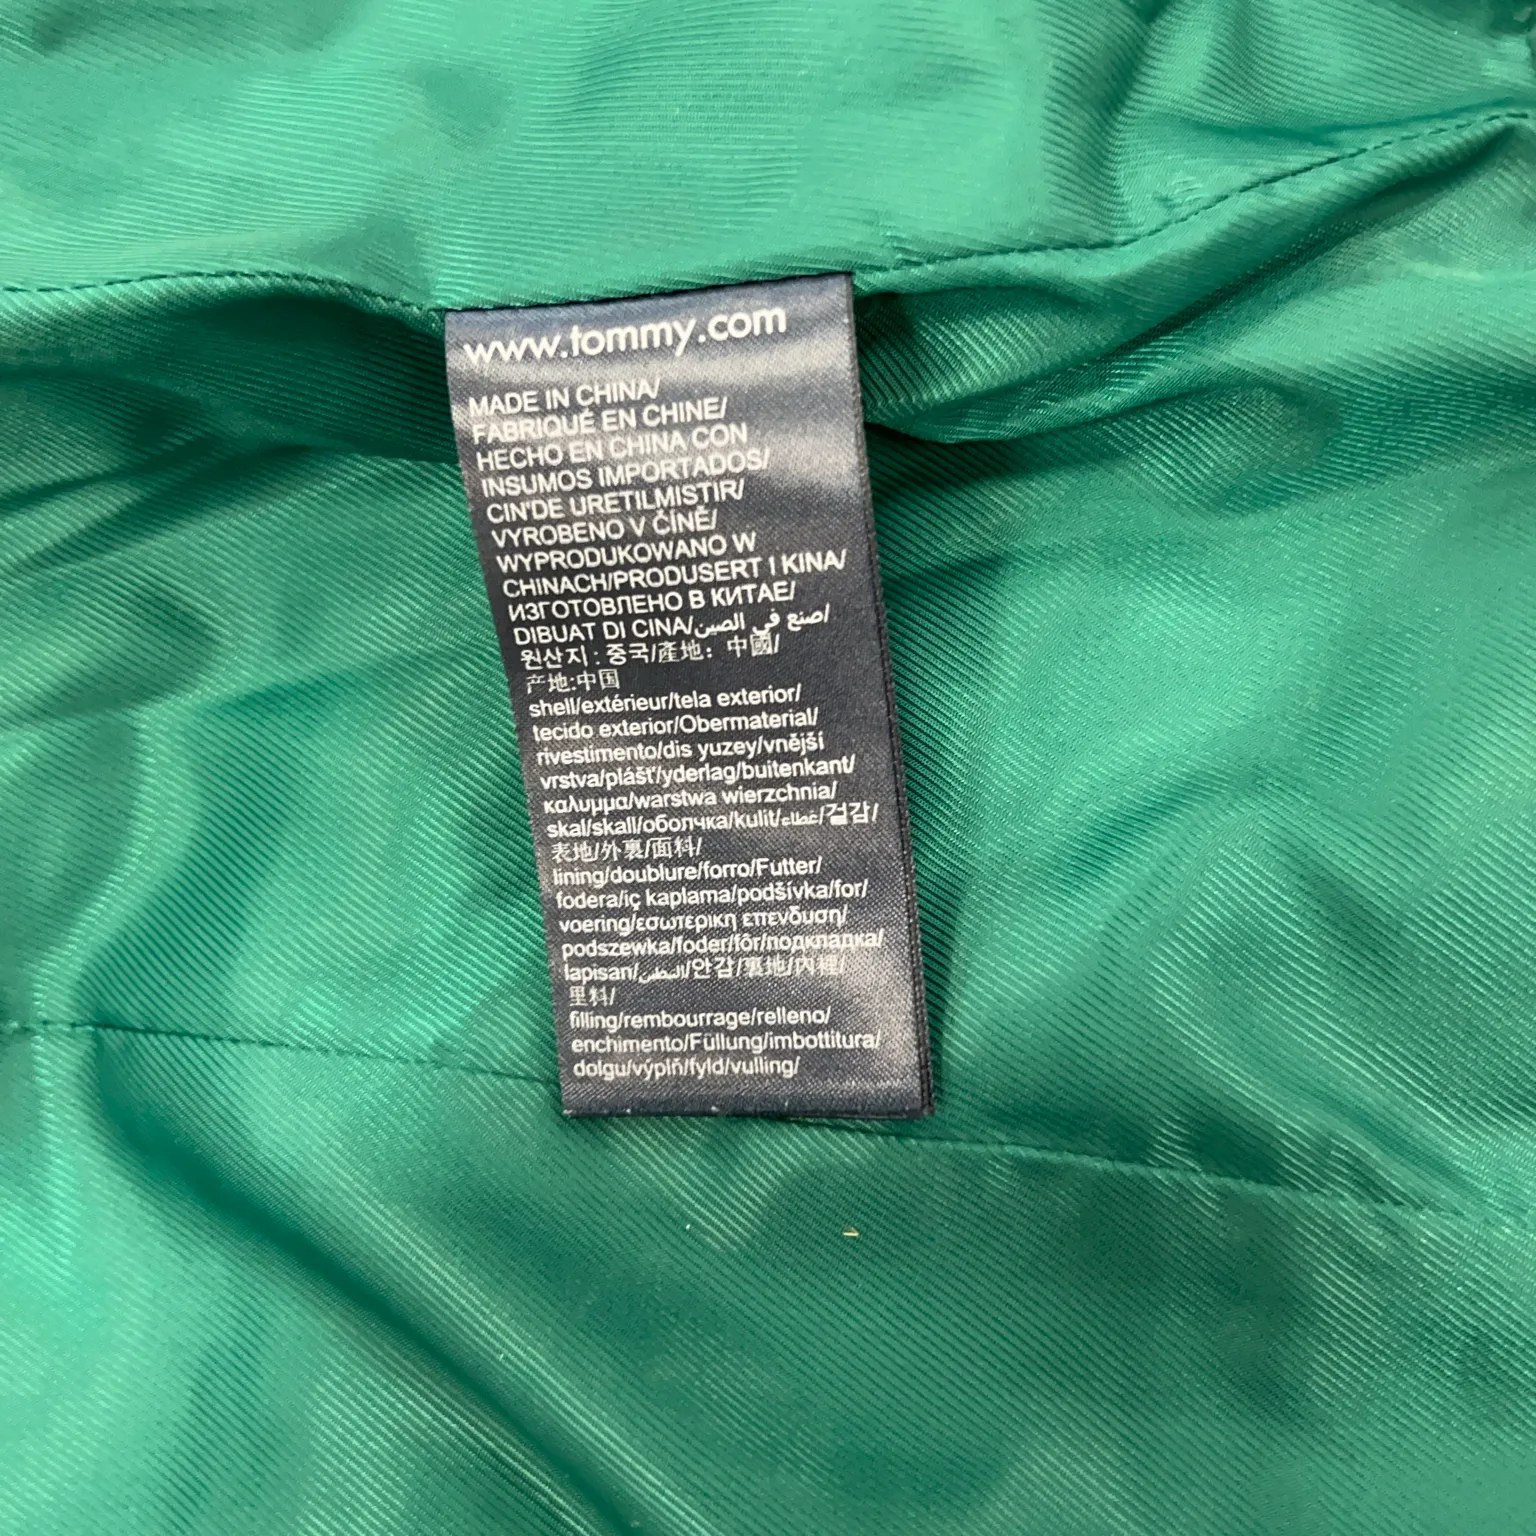 www.tommy.com
MADE IN CHINA/
FABRIQUÉ EN CHINE/
HECHO EN CHINA CON
INSUMOS IMPORTADOS/
CIN'DE URETILMISTIR/
VYROBENO V ČÍNĚ/
WYPRODUKOWANO W
CHINACH/PRODUSERT I KINA/
ИЗГОТОВЛЕНО В КИТАЕ/
DIBUAT DI CINA/صنع في الصين/
원산지 : 중국/產地: 中國/
产地:中国
shell/extérieur/tela exterior/
tecido exterior/Obermaterial/
rivestimento/dis yuzey/vnější
vrstva/plášť/yderlag/buitenkant/
καλυμμα/warstwa wierzchnia/
skal/skall/оболчка/kulit/غطاء/겉감/
表地/外裏/面料/
lining/doublure/forro/Futter/
fodera/iç kaplama/podšívka/for/
voering/εσωτερικη επενδυση/
podszewka/foder/fôr/подкладка/
lapisan/안감/裏地/内裡/
里料/
filling/rembourrage/relleno/
enchimento/Füllung/imbottitura/
dolgu/výplň/fyld/vulling/